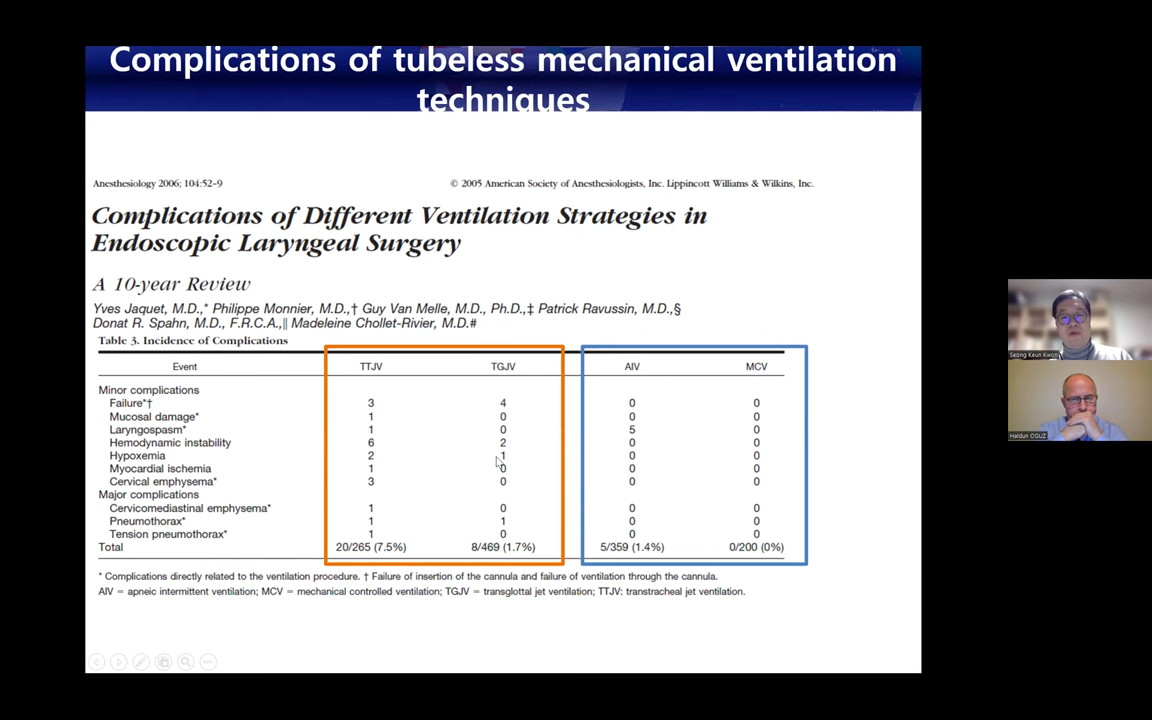 Complications of tubeless mechanical ventilation
techniques
Anesthesiology 2006; 104:52–9
© 2005 American Society of Anesthesiologists, Inc. Lippincott Williams & Wilkins, Inc.
Complications of Different Ventilation Strategies in
Endoscopic Laryngeal Surgery
A 10-year Review
Yves Jaquet, M.D.,* Philippe Monnier, M.D.,† Guy Van Melle, M.D., Ph.D.,‡ Patrick Ravussin, M.D.,§
Donat R. Spahn, M.D., F.R.C.A.,‖ Madeleine Chollet-Rivier, M.D.#
Table 3. Incidence of Complications
Event TTJV TGJV AIV MCV
Minor complications
Failure*† 3 4 0 0
Mucosal damage* 1 0 0 0
Laryngospasm* 1 0 5 0
Hemodynamic instability 6 2 0 0
Hypoxemia 2 1 0 0
Myocardial ischemia 1 0 0 0
Cervical emphysema* 3 0 0 0
Major complications
Cervicomediastinal emphysema* 1 0 0 0
Pneumothorax* 1 1 0 0
Tension pneumothorax* 1 0 0 0
Total 20/265 (7.5%) 8/469 (1.7%) 5/359 (1.4%) 0/200 (0%)
* Complications directly related to the ventilation procedure. † Failure of insertion of the cannula and failure of ventilation through the cannula.
AIV = apneic intermittent ventilation; MCV = mechanical controlled ventilation; TGJV = transglottal jet ventilation; TTJV: transtracheal jet ventilation.
Seong Keun Kwon
Haldun OGUZ